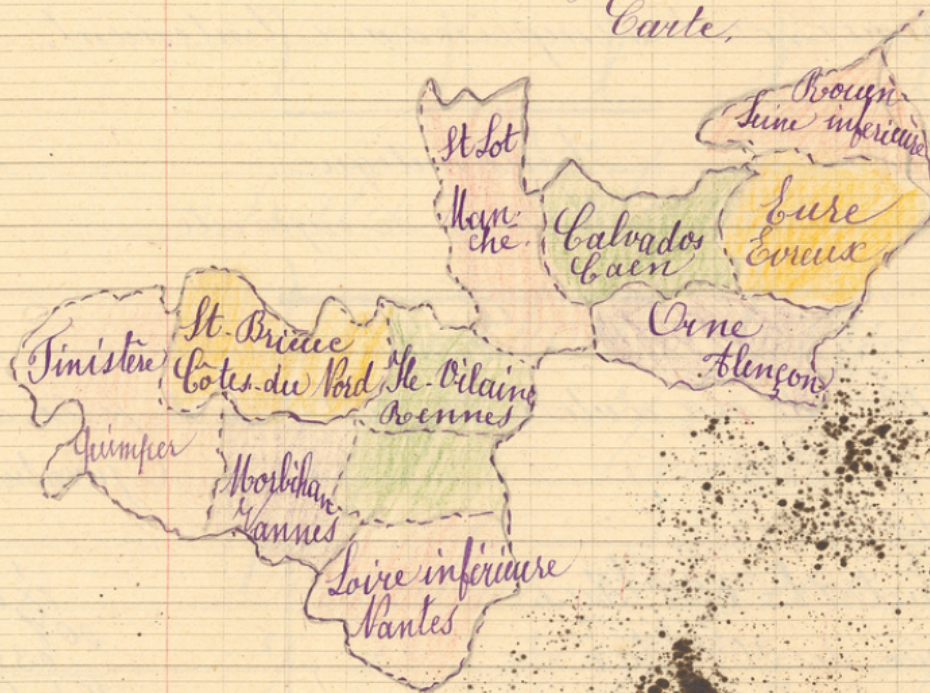 Carte.
Rouen
Seine inférieure
St Lot
Man-
che.
Calvados
Caen
Eure
Evreux
Orne
Alençon
St-Brieuc
Côtes-du Nord
Finistère
Quimper
Ile-Vilaine
Rennes
Morbihan
Vannes
Loire inférieure
Nantes